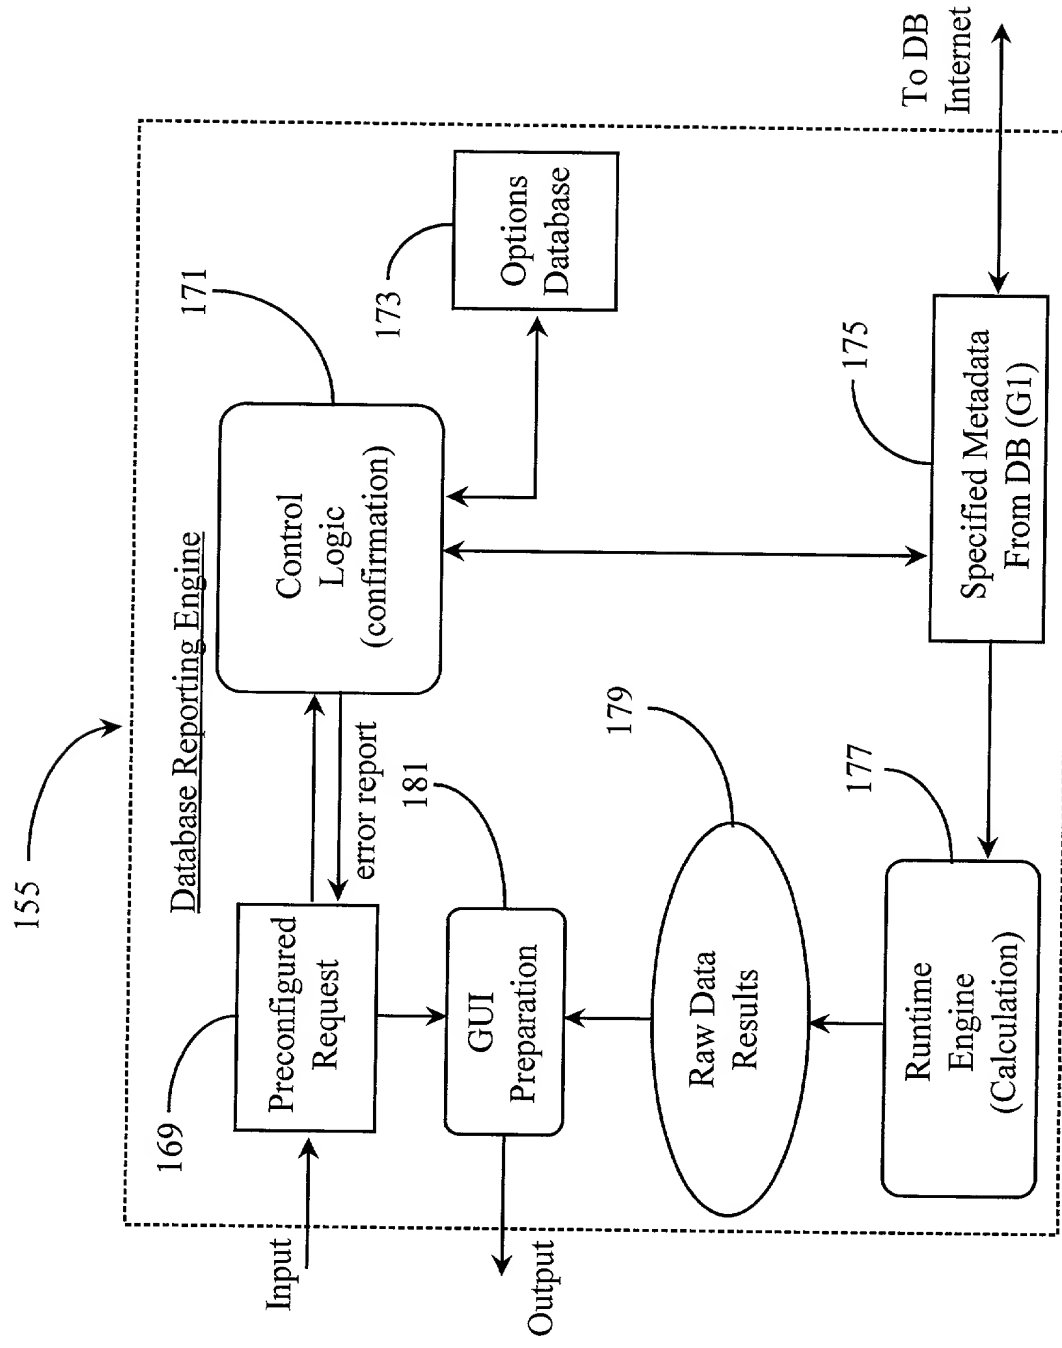 155
Database Reporting Engine
Input
169
Preconfigured
Request
error report
Control
Logic
(confirmation)
171
173
Options
Database
Output
GUI
Preparation
181
Raw Data
Results
179
Runtime
Engine
(Calculation)
177
Specified Metadata
From DB (G1)
175
To DB
Internet